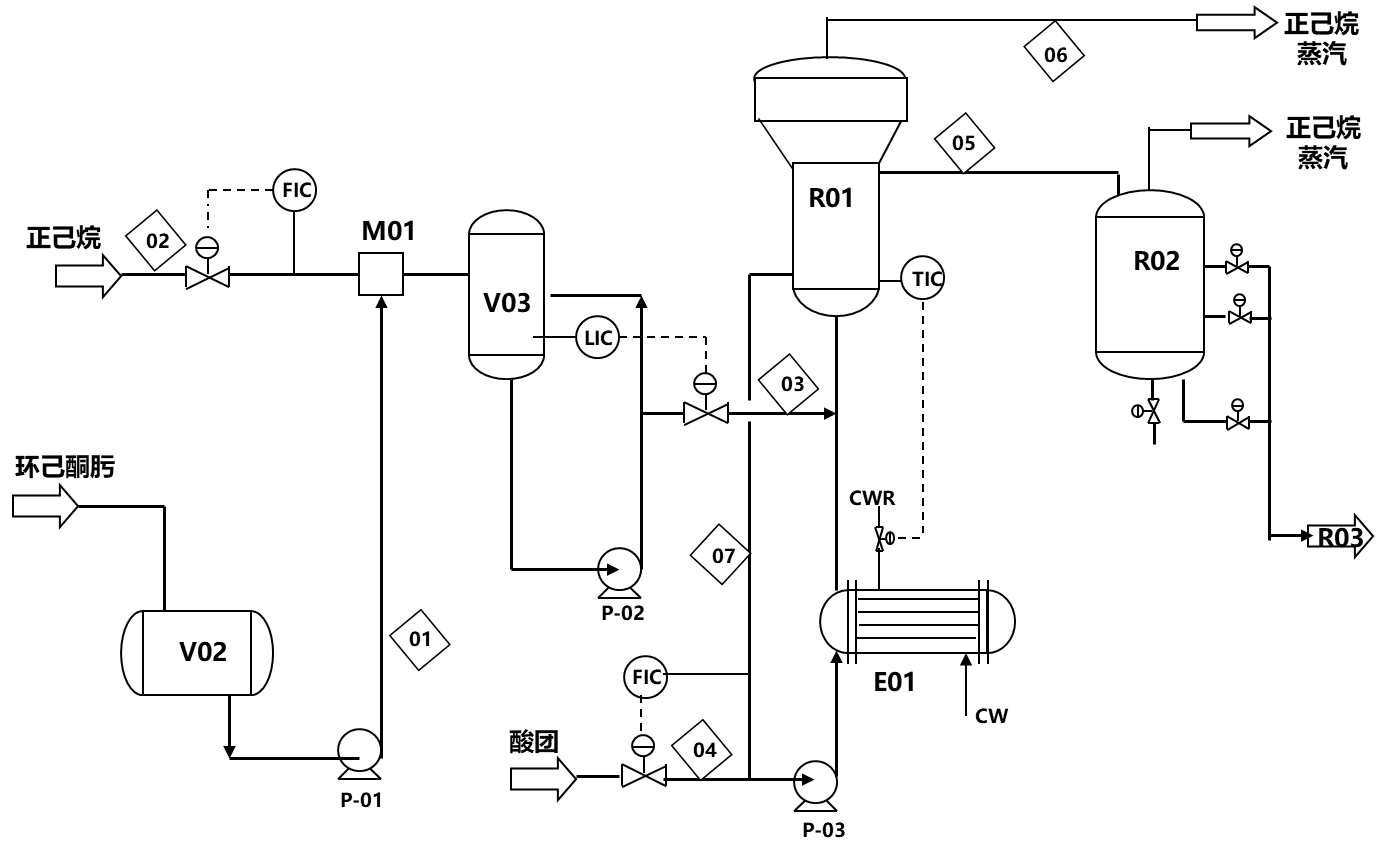 正己烷
蒸汽
06
正己烷
蒸汽
05
R01
FIC
M01
正己烷
02
R02
TIC
V03
LIC
03
环己酮肟
CWR
R03
07
P-02
01
V02
FIC
E01
CW
酸团
04
P-01
P-03